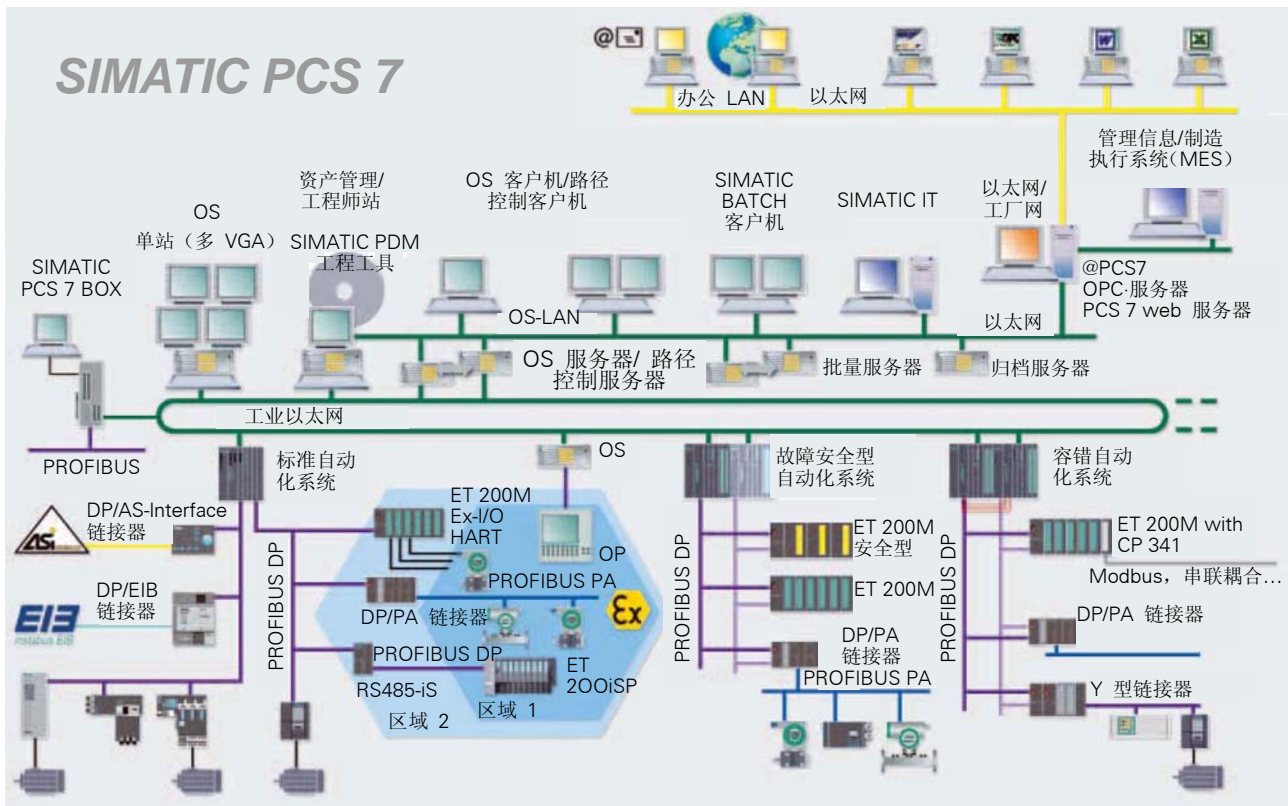 SIMATIC PCS 7
@
办公 LAN
以太网
管理信息/制造
执行系统(MES)
资产管理/
工程师站
OS 客户机/路径
控制客户机
SIMATIC
BATCH
客户机
SIMATIC IT
以太网/
工厂网
OS
单站（多 VGA）
SIMATIC PDM
工程工具
SIMATIC
PCS 7 BOX
@PCS7
OPC·服务器
PCS 7 web 服务器
OS-LAN
以太网
OS 服务器/ 路径
控制服务器
批量服务器
归档服务器
工业以太网
PROFIBUS
标准自动
化系统
OS
故障安全型
自动化系统
容错自动
化系统
DP/AS-Interface
链接器
ASi
ET 200M
Ex-I/O
HART
OP
ET 200M
安全型
ET 200M with
CP 341
Modbus，串联耦合...
PROFIBUS DP
PROFIBUS PA
DP/PA 链接器
Ex
PROFIBUS DP
ET 200M
PROFIBUS DP
DP/PA 链接器
DP/EIB
链接器
EIB
instabus EIB
PROFIBUS DP
RS485-iS
ET
200iSP
区域 2
区域 1
DP/PA
链接器
PROFIBUS PA
Y 型链接器